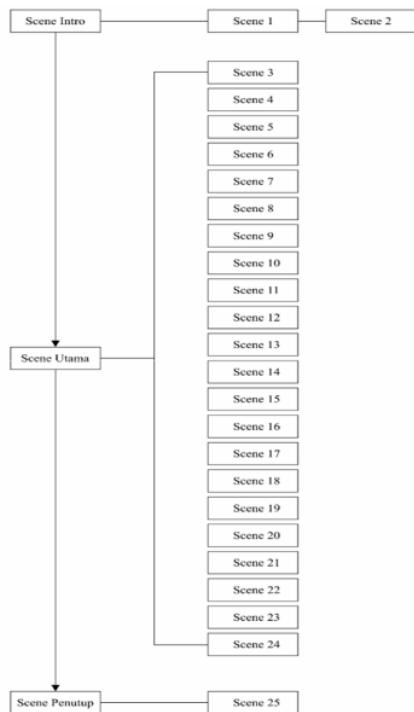 Scene Intro
Scene 1
Scene 2
Scene 3
Scene 4
Scene 5
Scene 6
Scene 7
Scene 8
Scene 9
Scene 10
Scene 11
Scene 12
Scene Utama
Scene 13
Scene 14
Scene 15
Scene 16
Scene 17
Scene 18
Scene 19
Scene 20
Scene 21
Scene 22
Scene 23
Scene 24
Scene Penutup
Scene 25